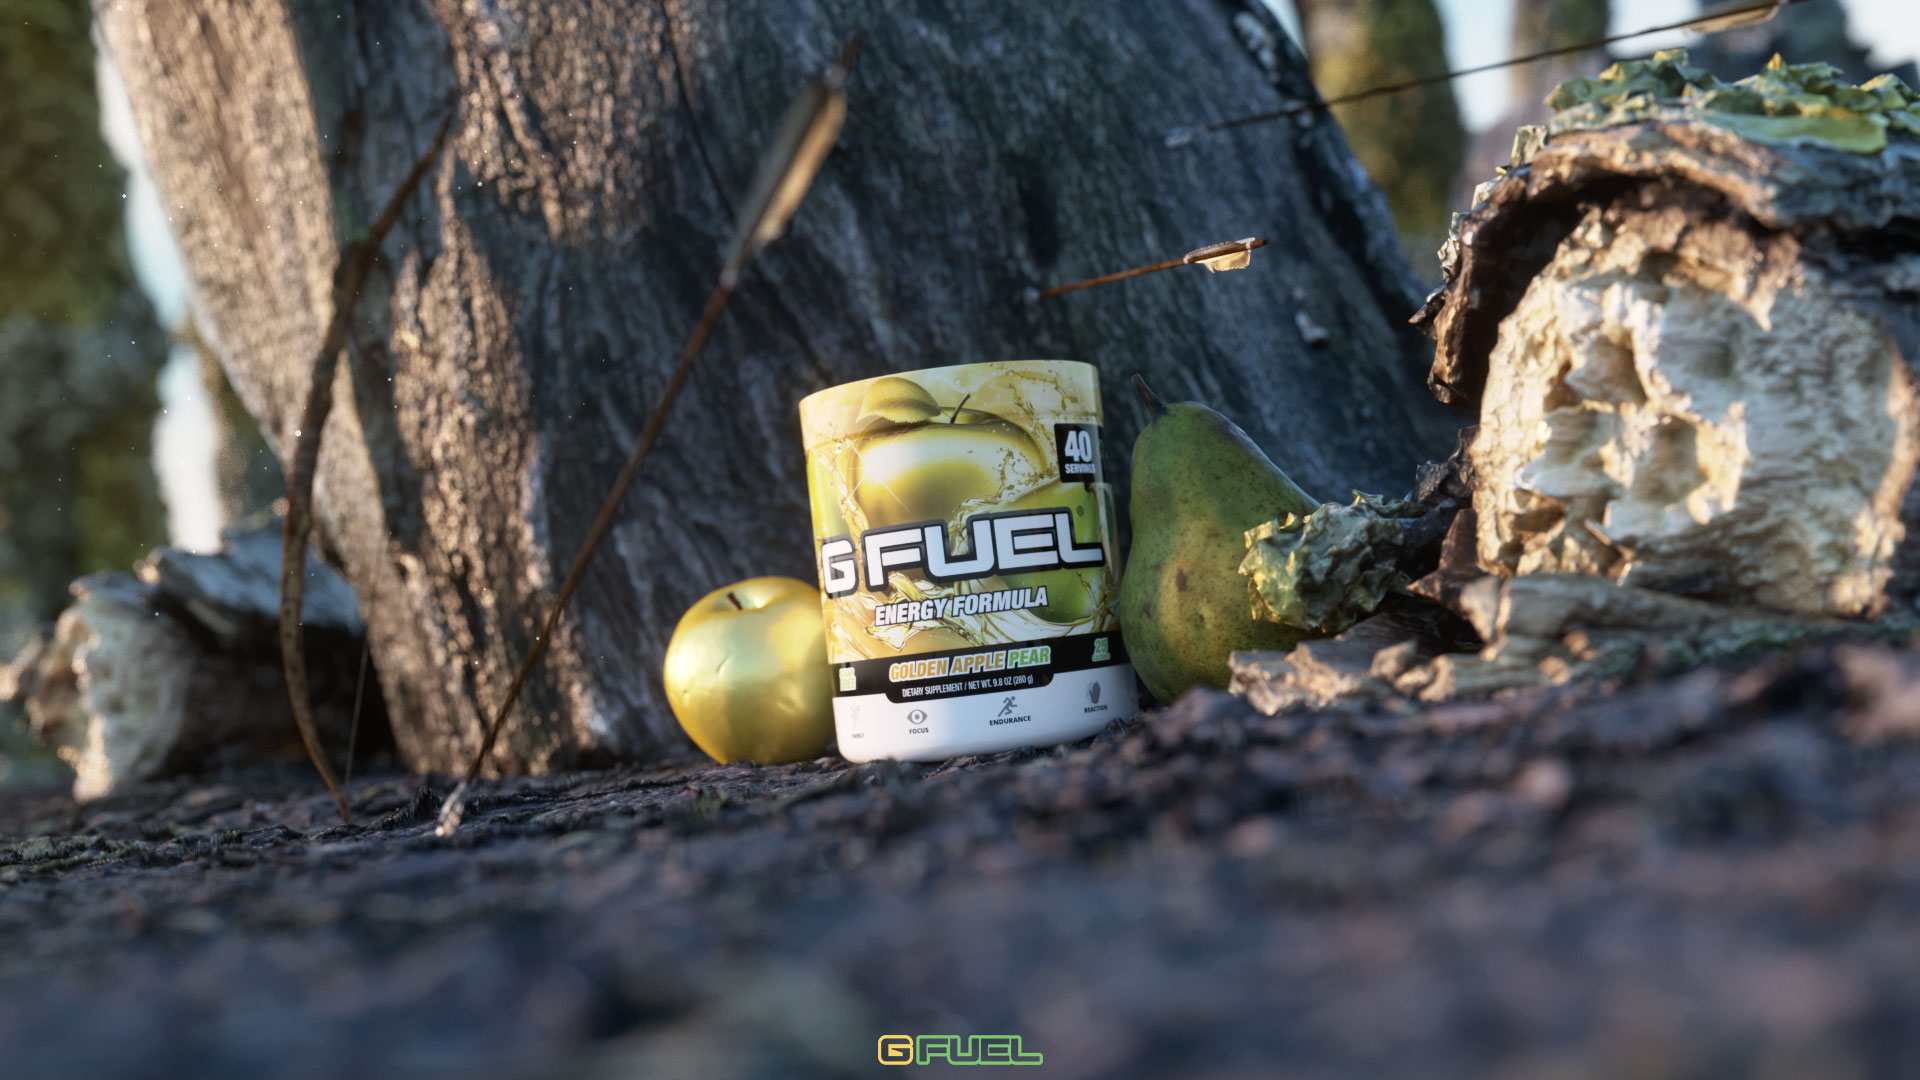 40
SERVINGS
G FUEL®
ENERGY FORMULA
GOLDEN APPLE PEAR
DIETARY SUPPLEMENT / NET WT. 9.8 OZ (280 g)
FOCUS
ENDURANCE
REACTION
G FUEL